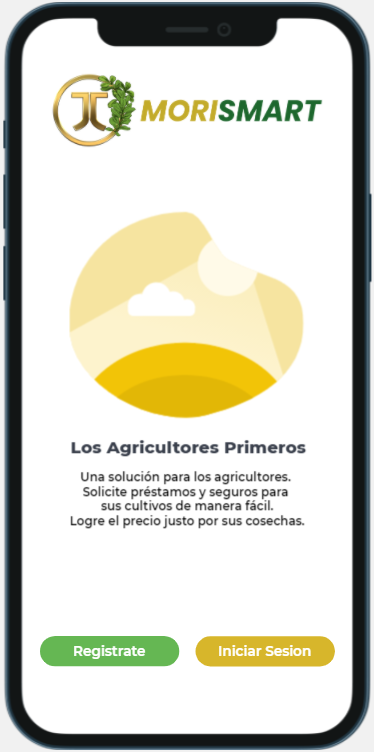 MORISMART
Los Agricultores Primeros
Una solución para los agricultores.
Solicite préstamos y seguros para
sus cultivos de manera fácil.
Logre el precio justo por sus cosechas.
Registrate
Iniciar Sesion